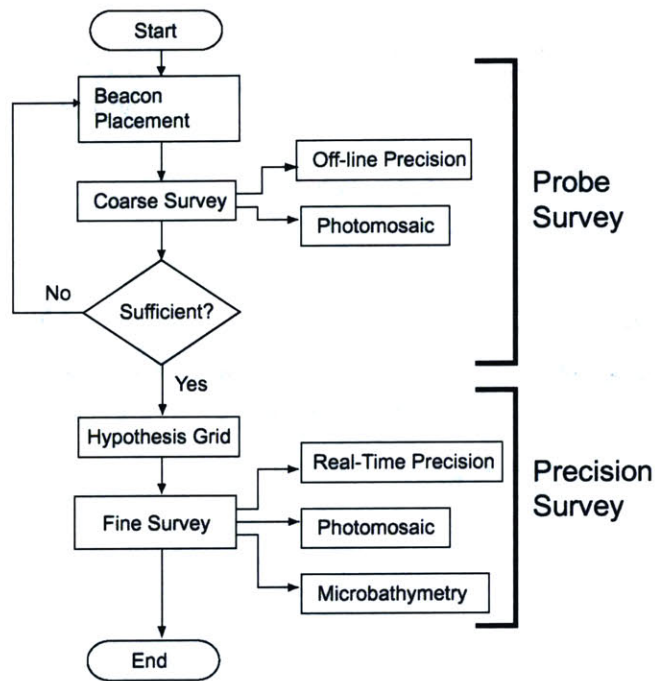 Start
Beacon
Placement
Off-line Precision
Coarse Survey
Photomosaic
Probe
Survey
No
Sufficient?
Yes
Hypothesis Grid
Real-Time Precision
Fine Survey
Photomosaic
Microbathymetry
Precision
Survey
End